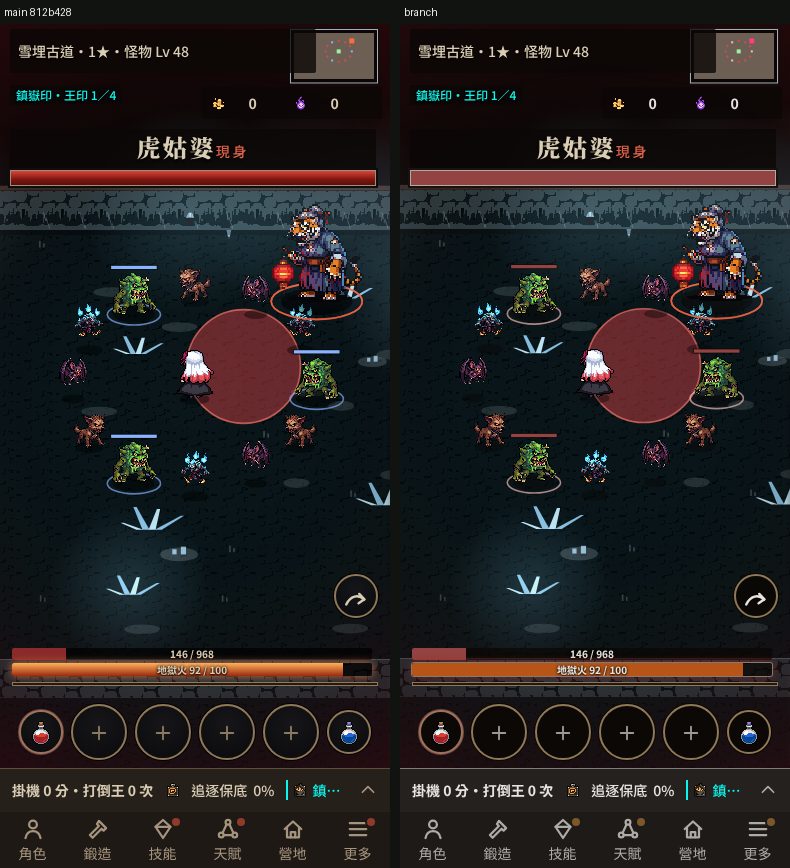 main 812b428
雪埋古道・1★・怪物 Lv 48
鎮嶽印・王印 1／4
0
0
虎姑婆現身
146 / 968
地獄火 92 / 100
掛機 0 分・打倒王 0 次
追逐保底 0%
鎮⋯
角色
鍛造
技能
天賦
營地
更多
branch
雪埋古道・1★・怪物 Lv 48
鎮嶽印・王印 1／4
0
0
虎姑婆現身
146 / 968
地獄火 92 / 100
掛機 0 分・打倒王 0 次
追逐保底 0%
鎮⋯
角色
鍛造
技能
天賦
營地
更多